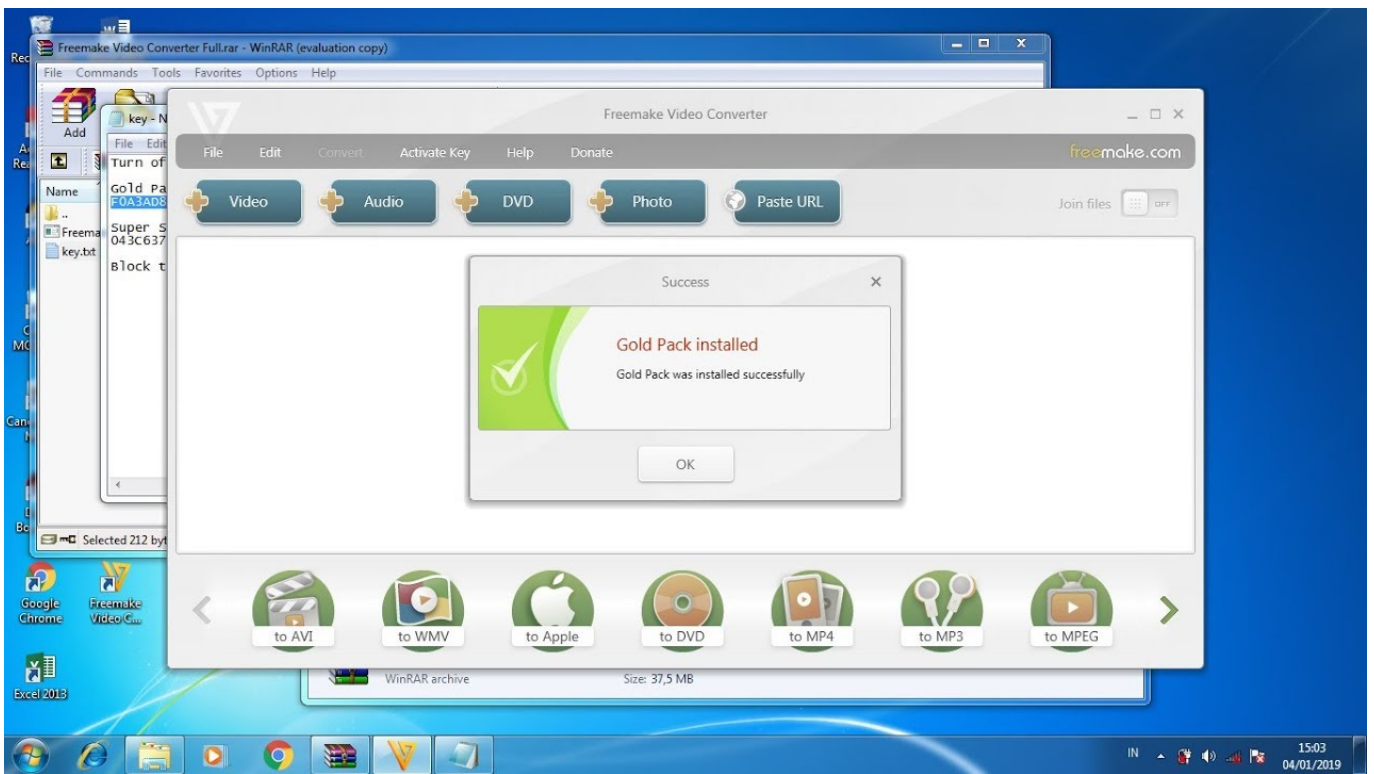 Freemake Video Converter Full.rar - WinRAR (evaluation copy)
File Commands Tools Favorites Options Help
Add
Name
..
Freema
key.txt
Selected 212 byt
key - N
File Edit
Turn of
Gold Pa
F0A3AD8
Super S
043C637
Block t
Freemake Video Converter
File Edit Convert Activate Key Help Donate
freemake.com
Video Audio DVD Photo Paste URL
Join files OFF
Success
Gold Pack installed
Gold Pack was installed successfully
OK
to AVI to WMV to Apple to DVD to MP4 to MP3 to MPEG
WinRAR archive Size: 37,5 MB
Google
Chrome
Freemake
Video C...
Excel 2013
IN
15:03
04/01/2019